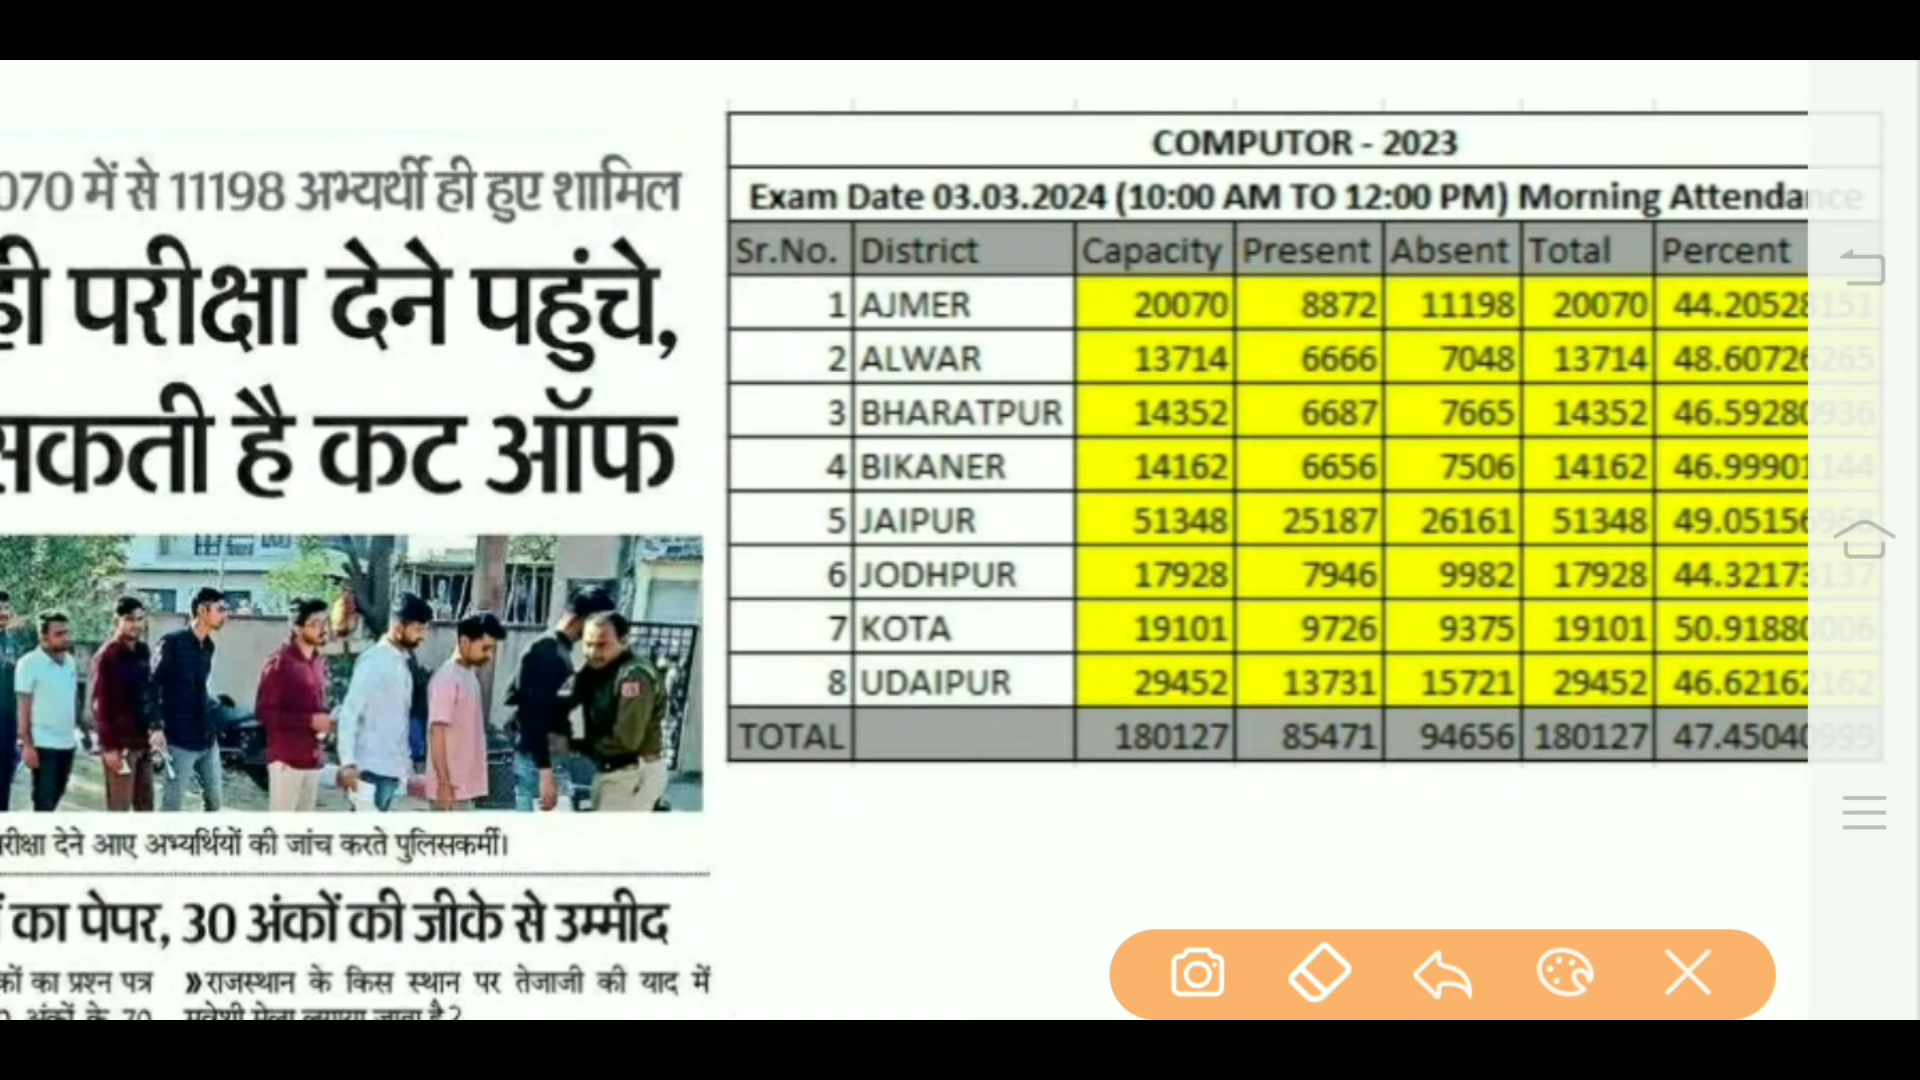 070 में से 11198 अभ्यर्थी ही हुए शामिल
ही परीक्षा देने पहुंचे,
सकती है कट ऑफ
रीक्षा देने आए अभ्यर्थियों की जांच करते पुलिसकर्मी।
का पेपर, 30 अंकों की जीके से उम्मीद
कों का प्रश्न पत्र
»राजस्थान के किस स्थान पर तेजाजी की याद में
अंकों के 70
COMPUTOR - 2023
Exam Date 03.03.2024 (10:00 AM TO 12:00 PM) Morning Attendance
Sr.No. District Capacity Present Absent Total Percent
1 AJMER 20070 8872 11198 20070 44.20528151
2 ALWAR 13714 6666 7048 13714 48.60726265
3 BHARATPUR 14352 6687 7665 14352 46.59280936
4 BIKANER 14162 6656 7506 14162 46.99901144
5 JAIPUR 51348 25187 26161 51348 49.05156968
6 JODHPUR 17928 7946 9982 17928 44.32173137
7 KOTA 19101 9726 9375 19101 50.91880006
8 UDAIPUR 29452 13731 15721 29452 46.62162162
TOTAL 180127 85471 94656 180127 47.45040999